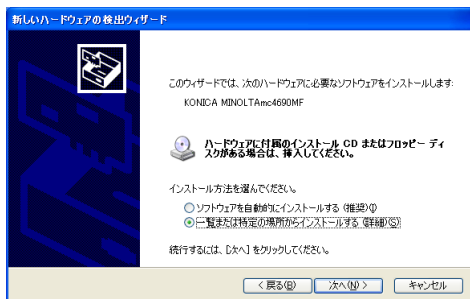 新しいハードウェアの検出ウィザード
このウィザードでは、次のハードウェアに必要なソフトウェアをインストールします:
KONICA MINOLTAmc4690MF
ハードウェアに付属のインストール CD またはフロッピー ディ
スクがある場合は、挿入してください。
インストール方法を選んでください。
ソフトウェアを自動的にインストールする (推奨)(I)
一覧または特定の場所からインストールする (詳細)(S)
続行するには、[次へ] をクリックしてください。
< 戻る(B)
次へ(N) >
キャンセル